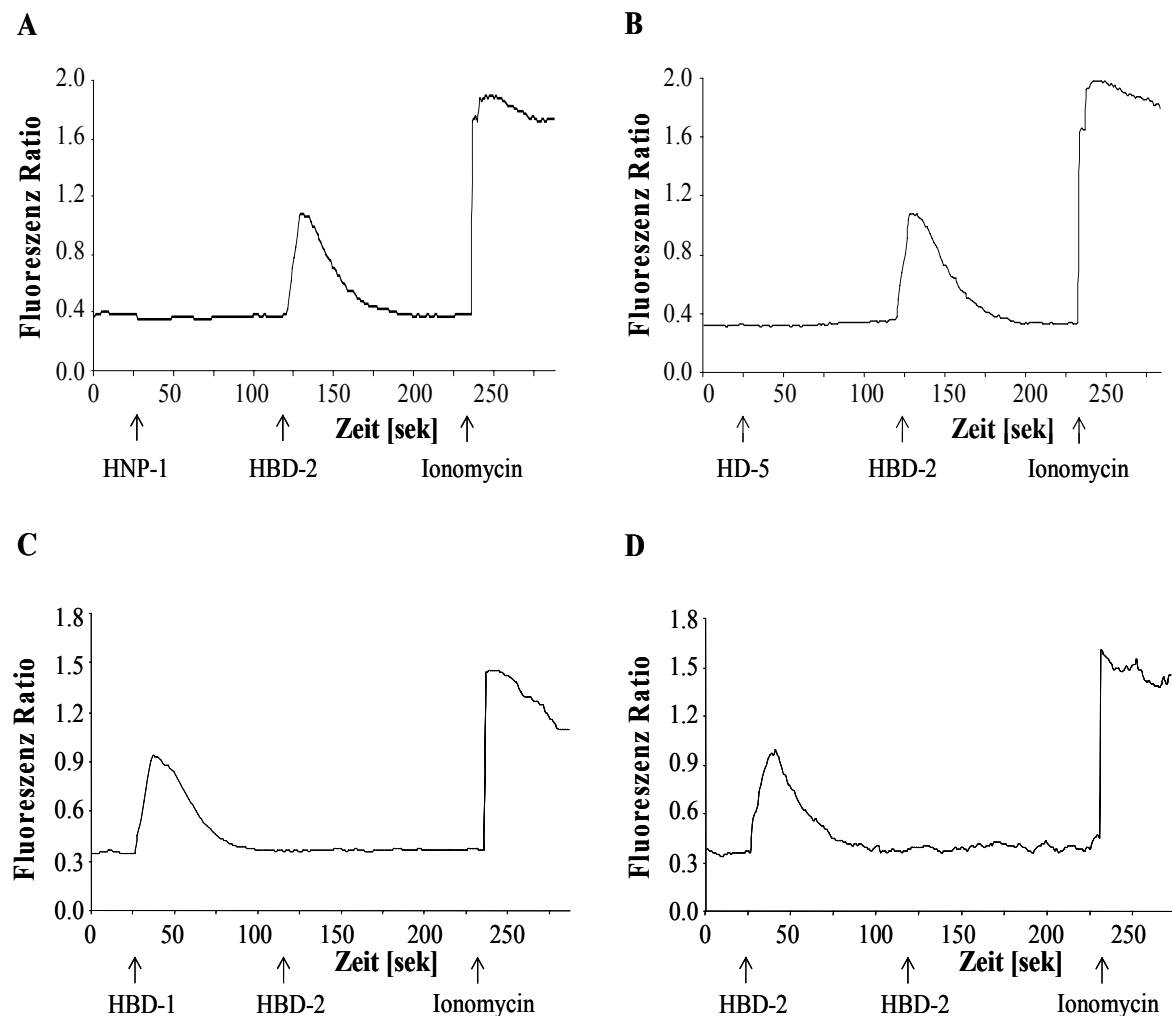 A
Fluoreszenz Ratio
2.0
1.6
1.2
0.8
0.4
0.0
0 50 100 150 200 250
Zeit [sek]
HNP-1 HBD-2 Ionomycin
B
Fluoreszenz Ratio
2.0
1.6
1.2
0.8
0.4
0.0
0 50 100 150 200 250
Zeit [sek]
HD-5 HBD-2 Ionomycin
C
Fluoreszenz Ratio
1.8
1.5
1.2
0.9
0.6
0.3
0.0
0 50 100 150 200 250
Zeit [sek]
HBD-1 HBD-2 Ionomycin
D
Fluoreszenz Ratio
1.8
1.5
1.2
0.9
0.6
0.3
0.0
0 50 100 150 200 250
Zeit [sek]
HBD-2 HBD-2 Ionomycin